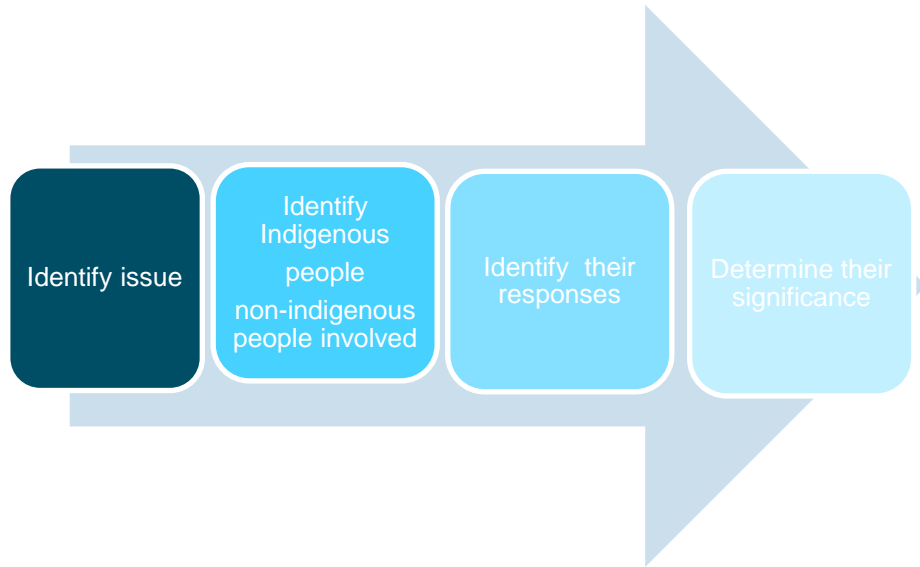 Identify issue
Identify
Indigenous
people
non-indigenous
people involved
Identify  their
responses
Determine their
significance